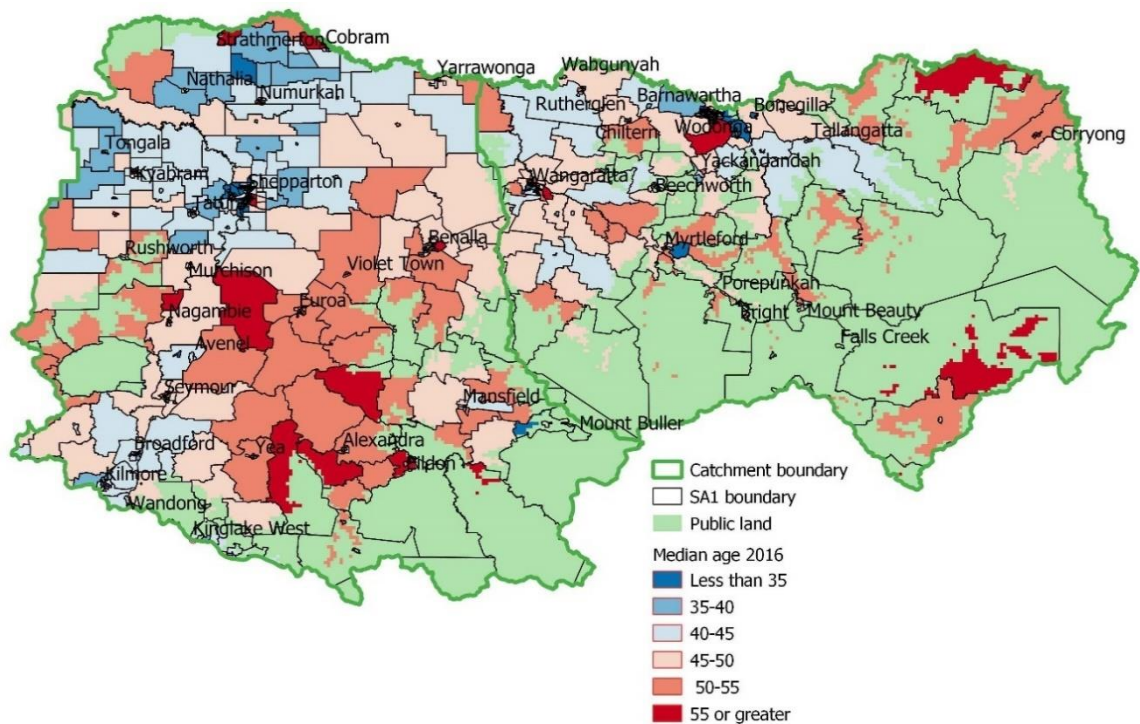 Strathmerton
Cobram
Nathalia
Numurkah
Yarrawonga
Wahgunyah
Rutherglen
Barnawartha
Bonegilla
Chiltern
Wodonga
Tallangatta
Corryong
Tongala
Kyabram
Shepparton
Yackandandah
Wangaratta
Beechworth
Rushworth
Benalla
Myrtleford
Murchison
Violet Town
Nagambie
Euroa
Porepunkah
Bright
Mount Beauty
Falls Creek
Avenel
Seymour
Mansfield
Mount Buller
Broadford
Yea
Alexandra
Eildon
Kilmore
Wandong
Kinglake West
Catchment boundary
SA1 boundary
Public land
Median age 2016
Less than 35
35-40
40-45
45-50
50-55
55 or greater